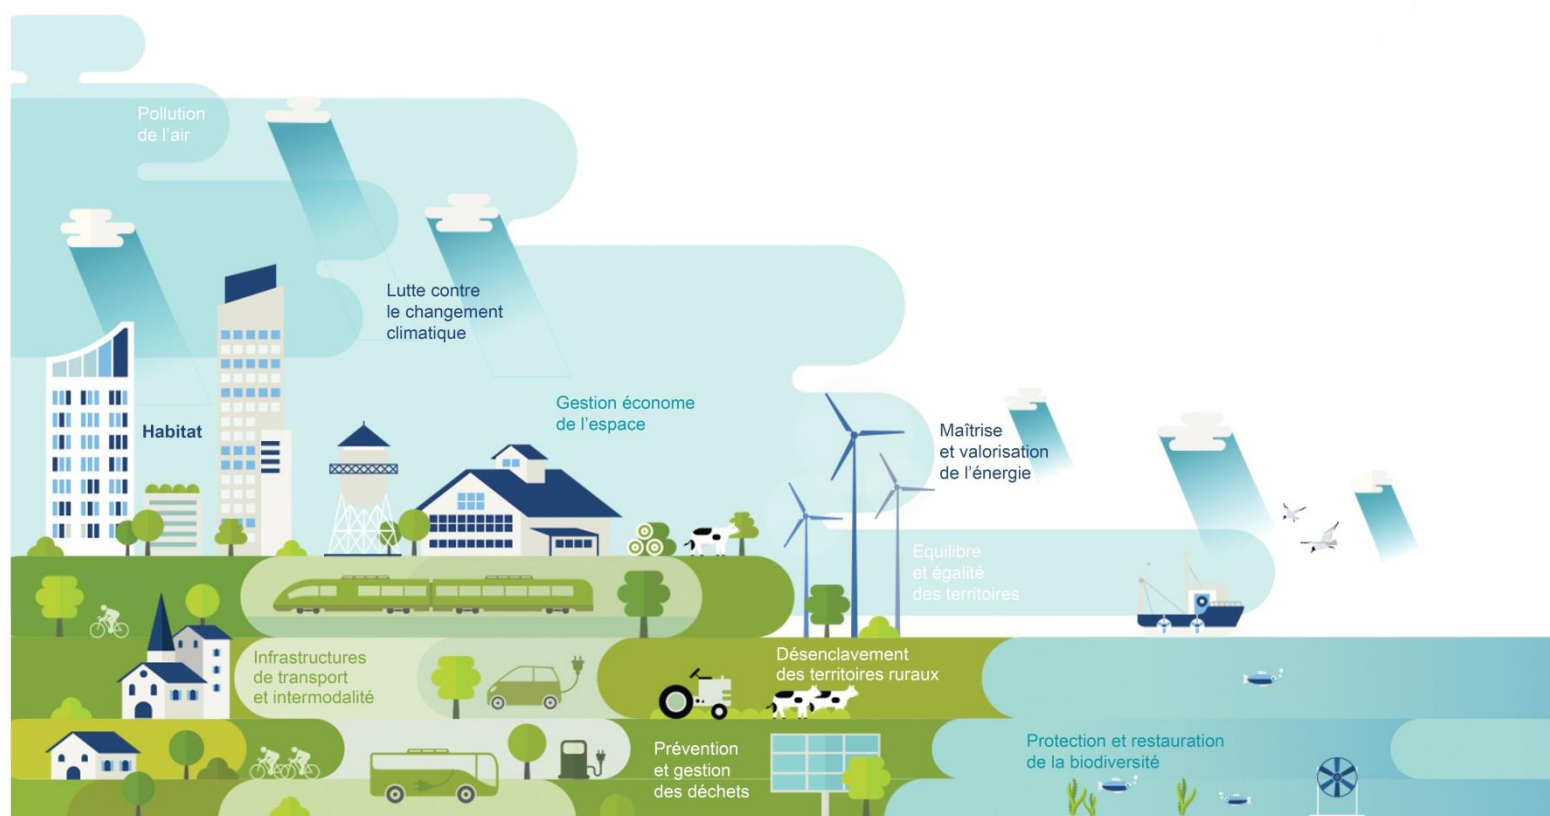 Pollution
de l'air
Lutte contre
le changement
climatique
Habitat
Gestion économe
de l'espace
Maîtrise
et valorisation
de l'énergie
Equilibre
et égalité
des territoires
Infrastructures
de transport
et intermodalité
Désenclavement
des territoires ruraux
Prévention
et gestion
des déchets
Protection et restauration
de la biodiversité